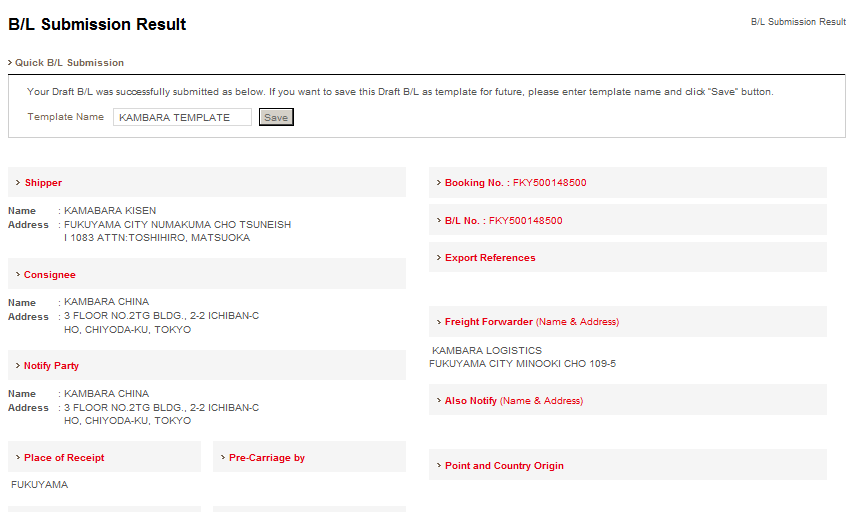 B/L Submission Result
B/L Submission Result
Quick B/L Submission
Your Draft B/L was successfully submitted as below. If you want to save this Draft B/L as template for future, please enter template name and click "Save" button.
Template Name KAMBARA TEMPLATE Save
Shipper
Name : KAMABARA KISEN
Address : FUKUYAMA CITY NUMAKUMA CHO TSUNEISH
I 1083 ATTN:TOSHIHIRO, MATSUOKA
Consignee
Name : KAMBARA CHINA
Address : 3 FLOOR NO.2TG BLDG., 2-2 ICHIBAN-C
HO, CHIYODA-KU, TOKYO
Notify Party
Name : KAMBARA CHINA
Address : 3 FLOOR NO.2TG BLDG., 2-2 ICHIBAN-C
HO, CHIYODA-KU, TOKYO
Place of Receipt
FUKUYAMA
Pre-Carriage by
Booking No. : FKY500148500
B/L No. : FKY500148500
Export References
Freight Forwarder (Name & Address)
KAMBARA LOGISTICS
FUKUYAMA CITY MINOOKI CHO 109-5
Also Notify (Name & Address)
Point and Country Origin